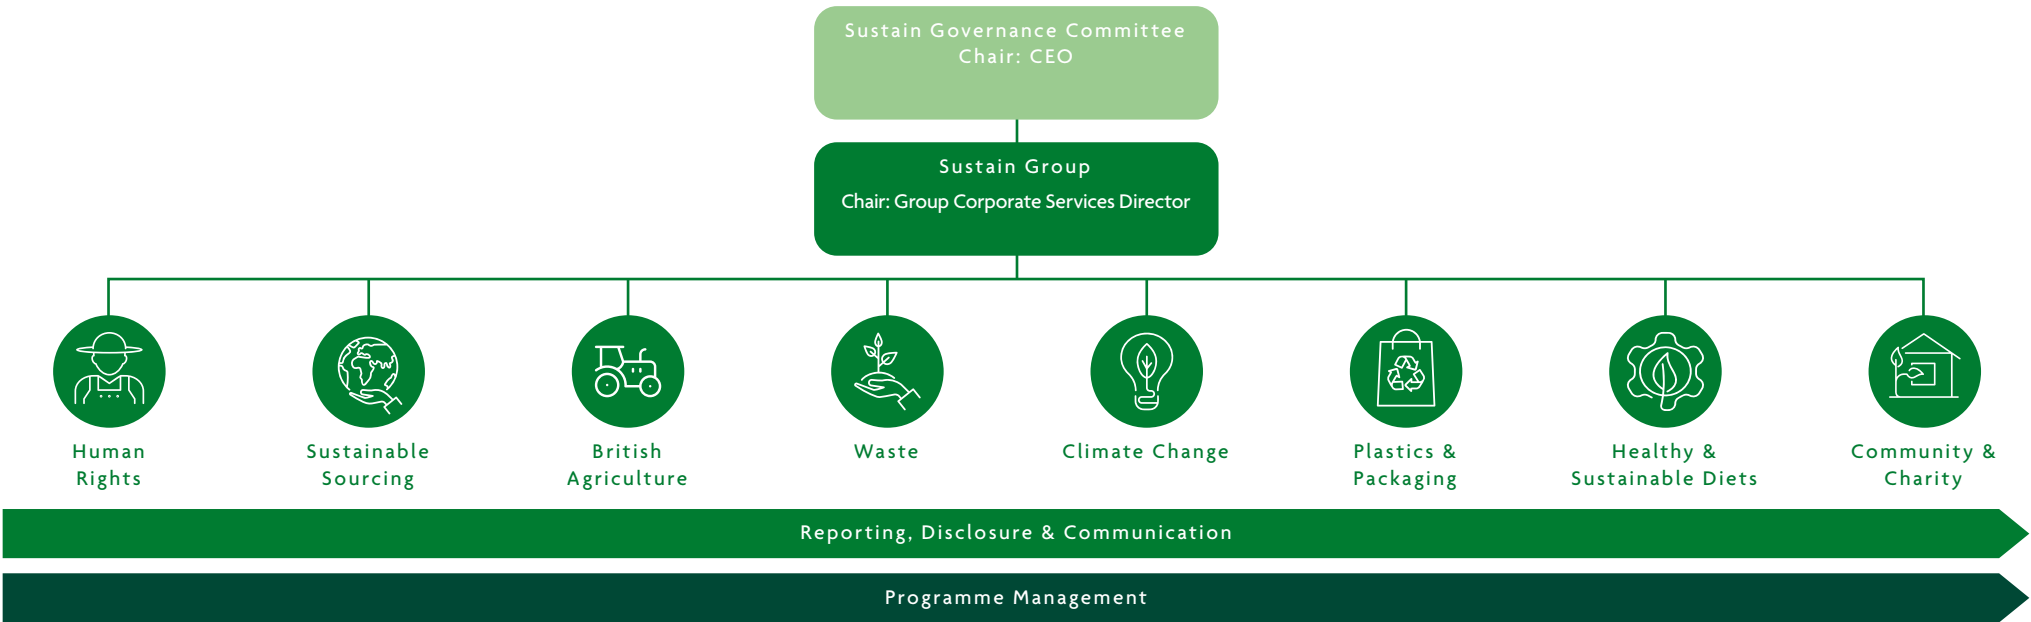 Sustain Governance Committee
Chair: CEO
Sustain Group
Chair: Group Corporate Services Director
Human
Rights
Sustainable
Sourcing
British
Agriculture
Waste
Climate Change
Plastics &
Packaging
Healthy &
Sustainable Diets
Community &
Charity
Reporting, Disclosure & Communication
Programme Management